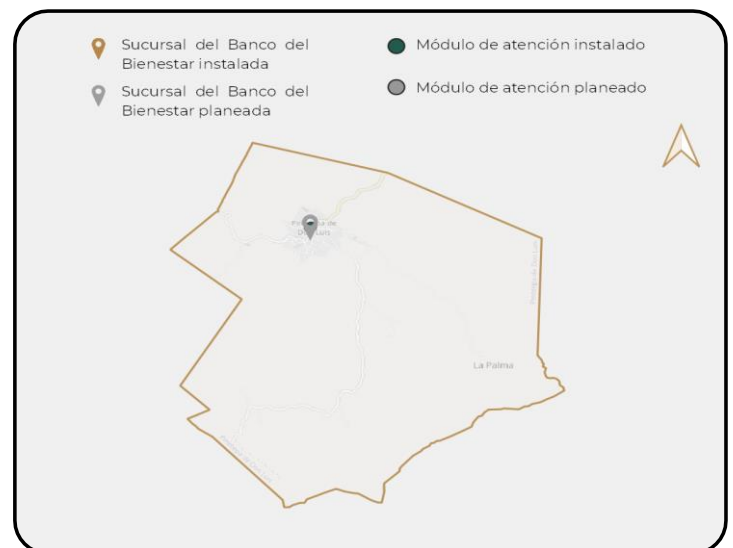 Sucursal del Banco del
Bienestar instalada
Sucursal del Banco del
Bienestar planeada
Módulo de atención instalado
Módulo de atención planeado
La Palma